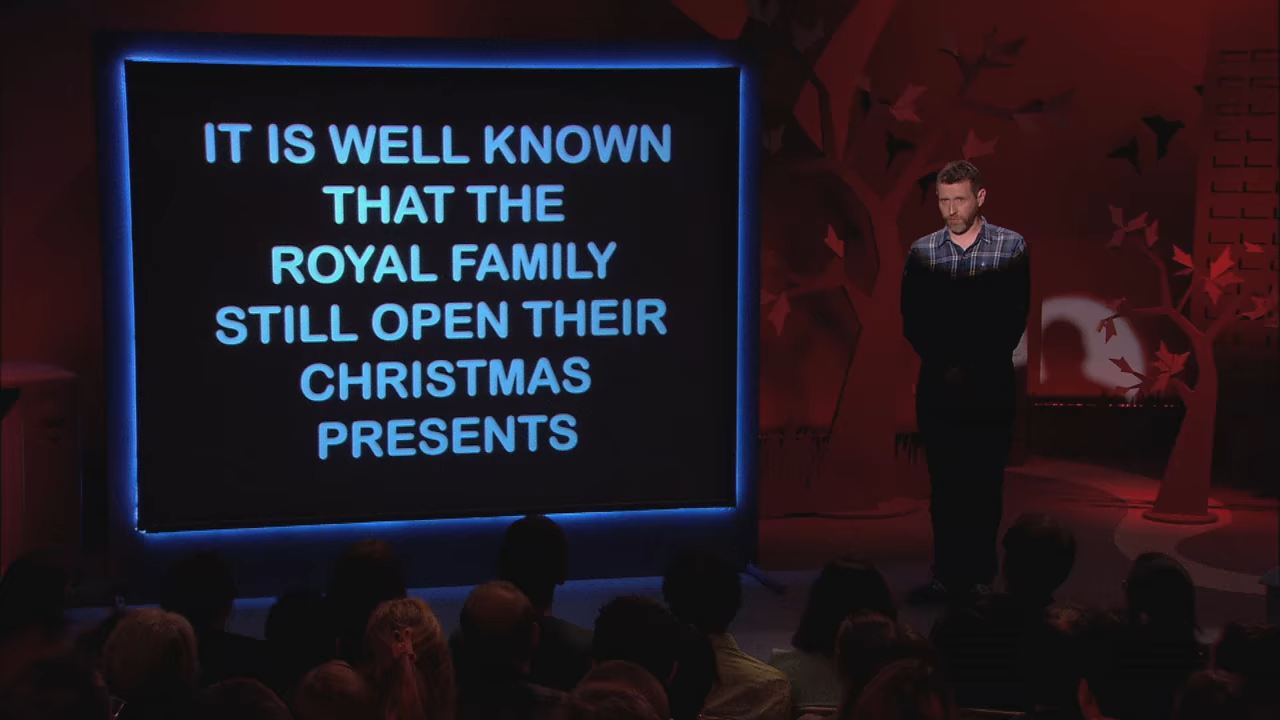 IT IS WELL KNOWN
THAT THE
ROYAL FAMILY
STILL OPEN THEIR
CHRISTMAS
PRESENTS